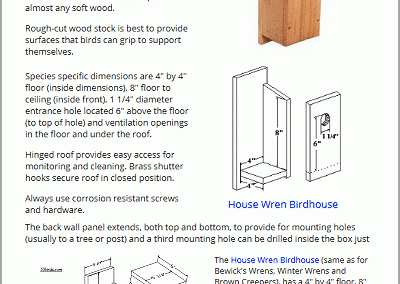 almost any soft wood.
Rough-cut wood stock is best to provide
surfaces that birds can grip to support
themselves.
Species specific dimensions are 4" by 4"
floor (inside dimensions), 8" floor to
ceiling (inside front), 1 1/4" diameter
entrance hole located 6" above the floor
(to top of hole) and ventilation openings
in the floor and under the roof.
8"
6"
1 1/4"
4"
4"
Hinged roof provides easy access for
monitoring and cleaning. Brass shutter
hooks secure roof in closed position.
Always use corrosion resistant screws
and hardware.
House Wren Birdhouse
The back wall panel extends, both top and bottom, to provide for mounting holes
(usually to a tree or post) and a third mounting hole can be drilled inside the box just
The House Wren Birdhouse (same as for
Bewick's Wrens, Winter Wrens and
Brown Creepers), has a 4" by 4" floor, 8"